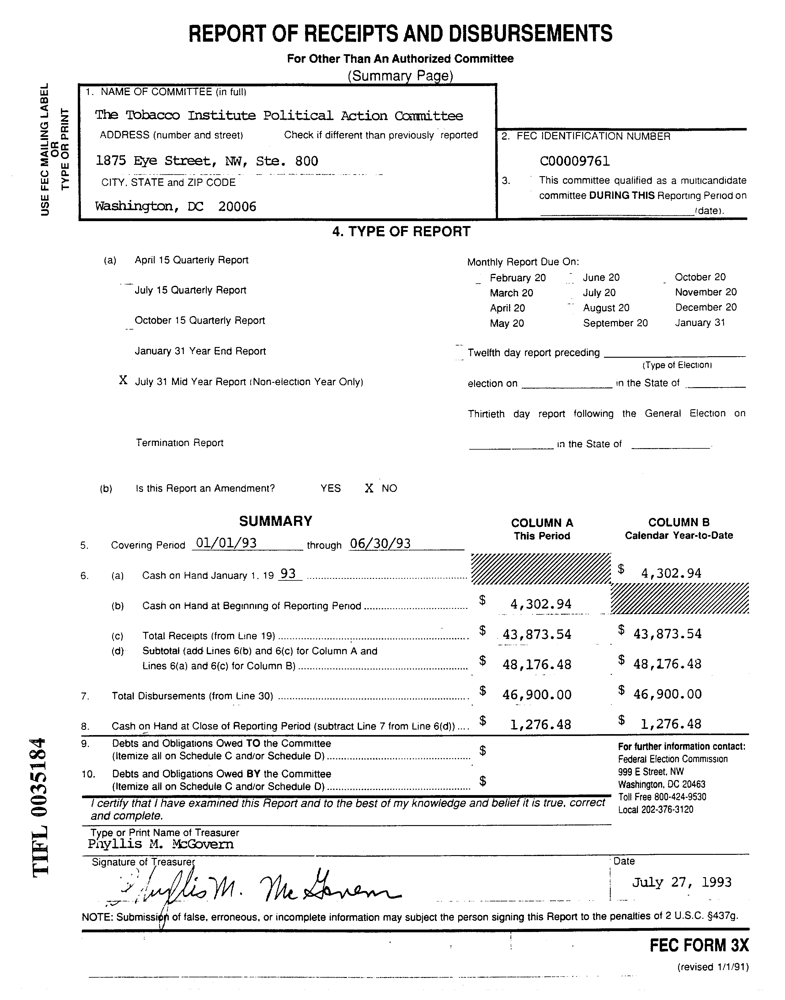 REPORT OF RECEIPTS AND DISBURSEMENTS
For Other Than An Authorized Committee
(Summary Page)
USE FEC MAILING LABEL
OR
TYPE OR PRINT
1. NAME OF COMMITTEE (in full)
The Tobacco Institute Political Action Committee
ADDRESS (number and street) Check if different than previously reported
1875 Eye Street, NW, Ste. 800
CITY, STATE and ZIP CODE
Washington, DC 20006
2. FEC IDENTIFICATION NUMBER
C00009761
3. This committee qualified as a multicandidate
committee DURING THIS Reporting Period on
(date).
4. TYPE OF REPORT
(a) April 15 Quarterly Report
July 15 Quarterly Report
October 15 Quarterly Report
January 31 Year End Report
X July 31 Mid Year Report (Non-election Year Only)
Termination Report
Monthly Report Due On:
February 20 June 20 October 20
March 20 July 20 November 20
April 20 August 20 December 20
May 20 September 20 January 31
Twelfth day report preceding
(Type of Election)
election on in the State of
Thirtieth day report following the General Election on
in the State of
(b) Is this Report an Amendment? YES X NO
SUMMARY
COLUMN A
This Period
COLUMN B
Calendar Year-to-Date
5. Covering Period 01/01/93 through 06/30/93
6. (a) Cash on Hand January 1, 19 93 $ 4,302.94
(b) Cash on Hand at Beginning of Reporting Period $ 4,302.94
(c) Total Receipts (from Line 19) $ 43,873.54 $ 43,873.54
(d) Subtotal (add Lines 6(b) and 6(c) for Column A and
Lines 6(a) and 6(c) for Column B) $ 48,176.48 $ 48,176.48
7. Total Disbursements (from Line 30) $ 46,900.00 $ 46,900.00
8. Cash on Hand at Close of Reporting Period (subtract Line 7 from Line 6(d)) $ 1,276.48 $ 1,276.48
9. Debts and Obligations Owed TO the Committee
(Itemize all on Schedule C and/or Schedule D) $
10. Debts and Obligations Owed BY the Committee
(Itemize all on Schedule C and/or Schedule D) $
For further information contact:
Federal Election Commission
999 E Street, NW
Washington, DC 20463
Toll Free 800-424-9530
Local 202-376-3120
I certify that I have examined this Report and to the best of my knowledge and belief it is true, correct
and complete.
Type or Print Name of Treasurer
Phyllis M. McGovern
Signature of Treasurer
Phyllis M. McGovern
Date
July 27, 1993
NOTE: Submission of false, erroneous, or incomplete information may subject the person signing this Report to the penalties of 2 U.S.C. §437g.
FEC FORM 3X
(revised 1/1/91)
TIFL 0035184